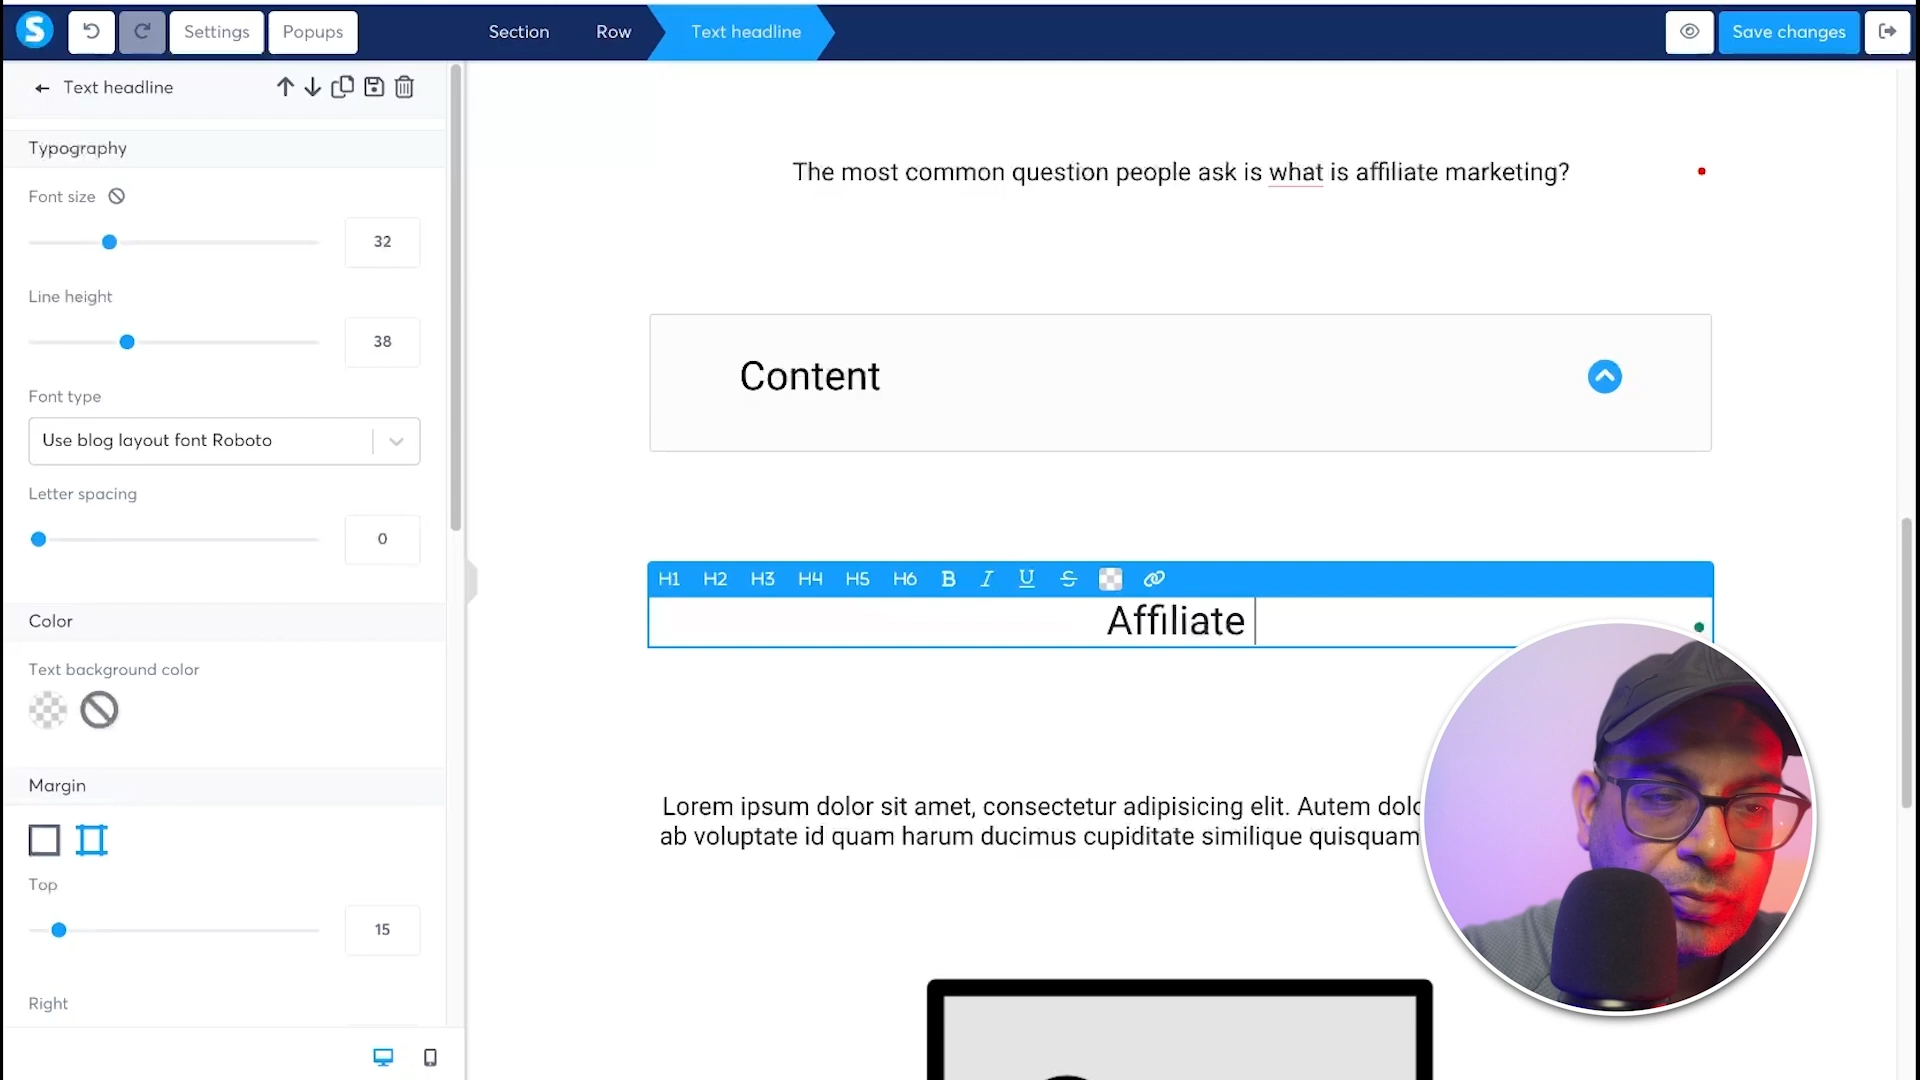 S
Settings
Popups
Section
Row
Text headline
Save changes
Text headline
Typography
Font size
32
Line height
38
Font type
Use blog layout font Roboto
Letter spacing
0
Color
Text background color
Margin
Top
15
Right
The most common question people ask is what is affiliate marketing?
Content
H1 H2 H3 H4 H5 H6 B I U S
Affiliate
Lorem ipsum dolor sit amet, consectetur adipisicing elit. Autem dolo
ab voluptate id quam harum ducimus cupiditate similique quisquam